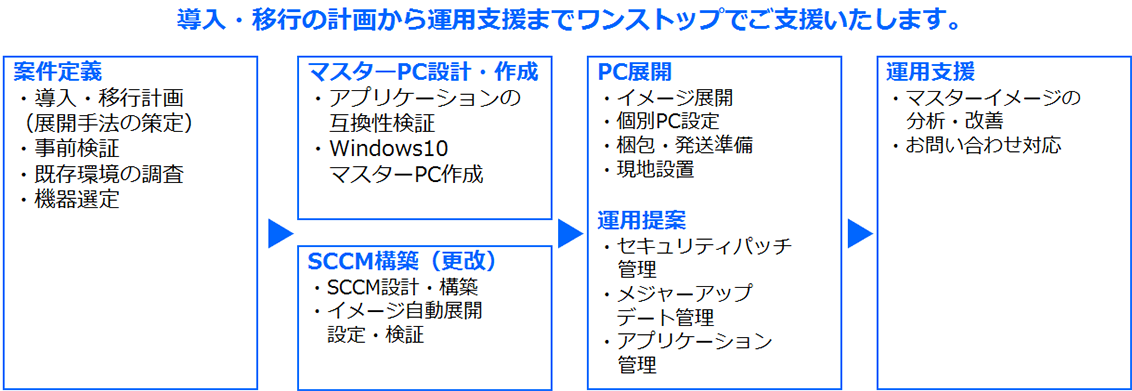 導入・移行の計画から運用支援までワンストップでご支援いたします。
案件定義
・導入・移行計画
（展開手法の策定）
・事前検証
・既存環境の調査
・機器選定
マスターPC設計・作成
・アプリケーションの
互換性検証
・Windows10
マスターPC作成
SCCM構築（更改）
・SCCM設計・構築
・イメージ自動展開
設定・検証
PC展開
・イメージ展開
・個別PC設定
・梱包・発送準備
・現地設置
運用提案
・セキュリティパッチ
管理
・メジャーアップ
デート管理
・アプリケーション
管理
運用支援
・マスターイメージの
分析・改善
・お問い合わせ対応